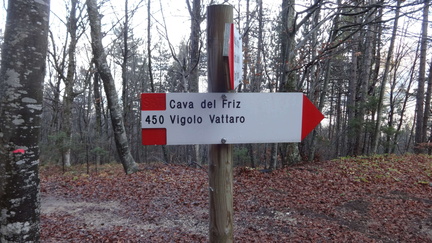 Cava del Friz
450 Vigolo Vattaro